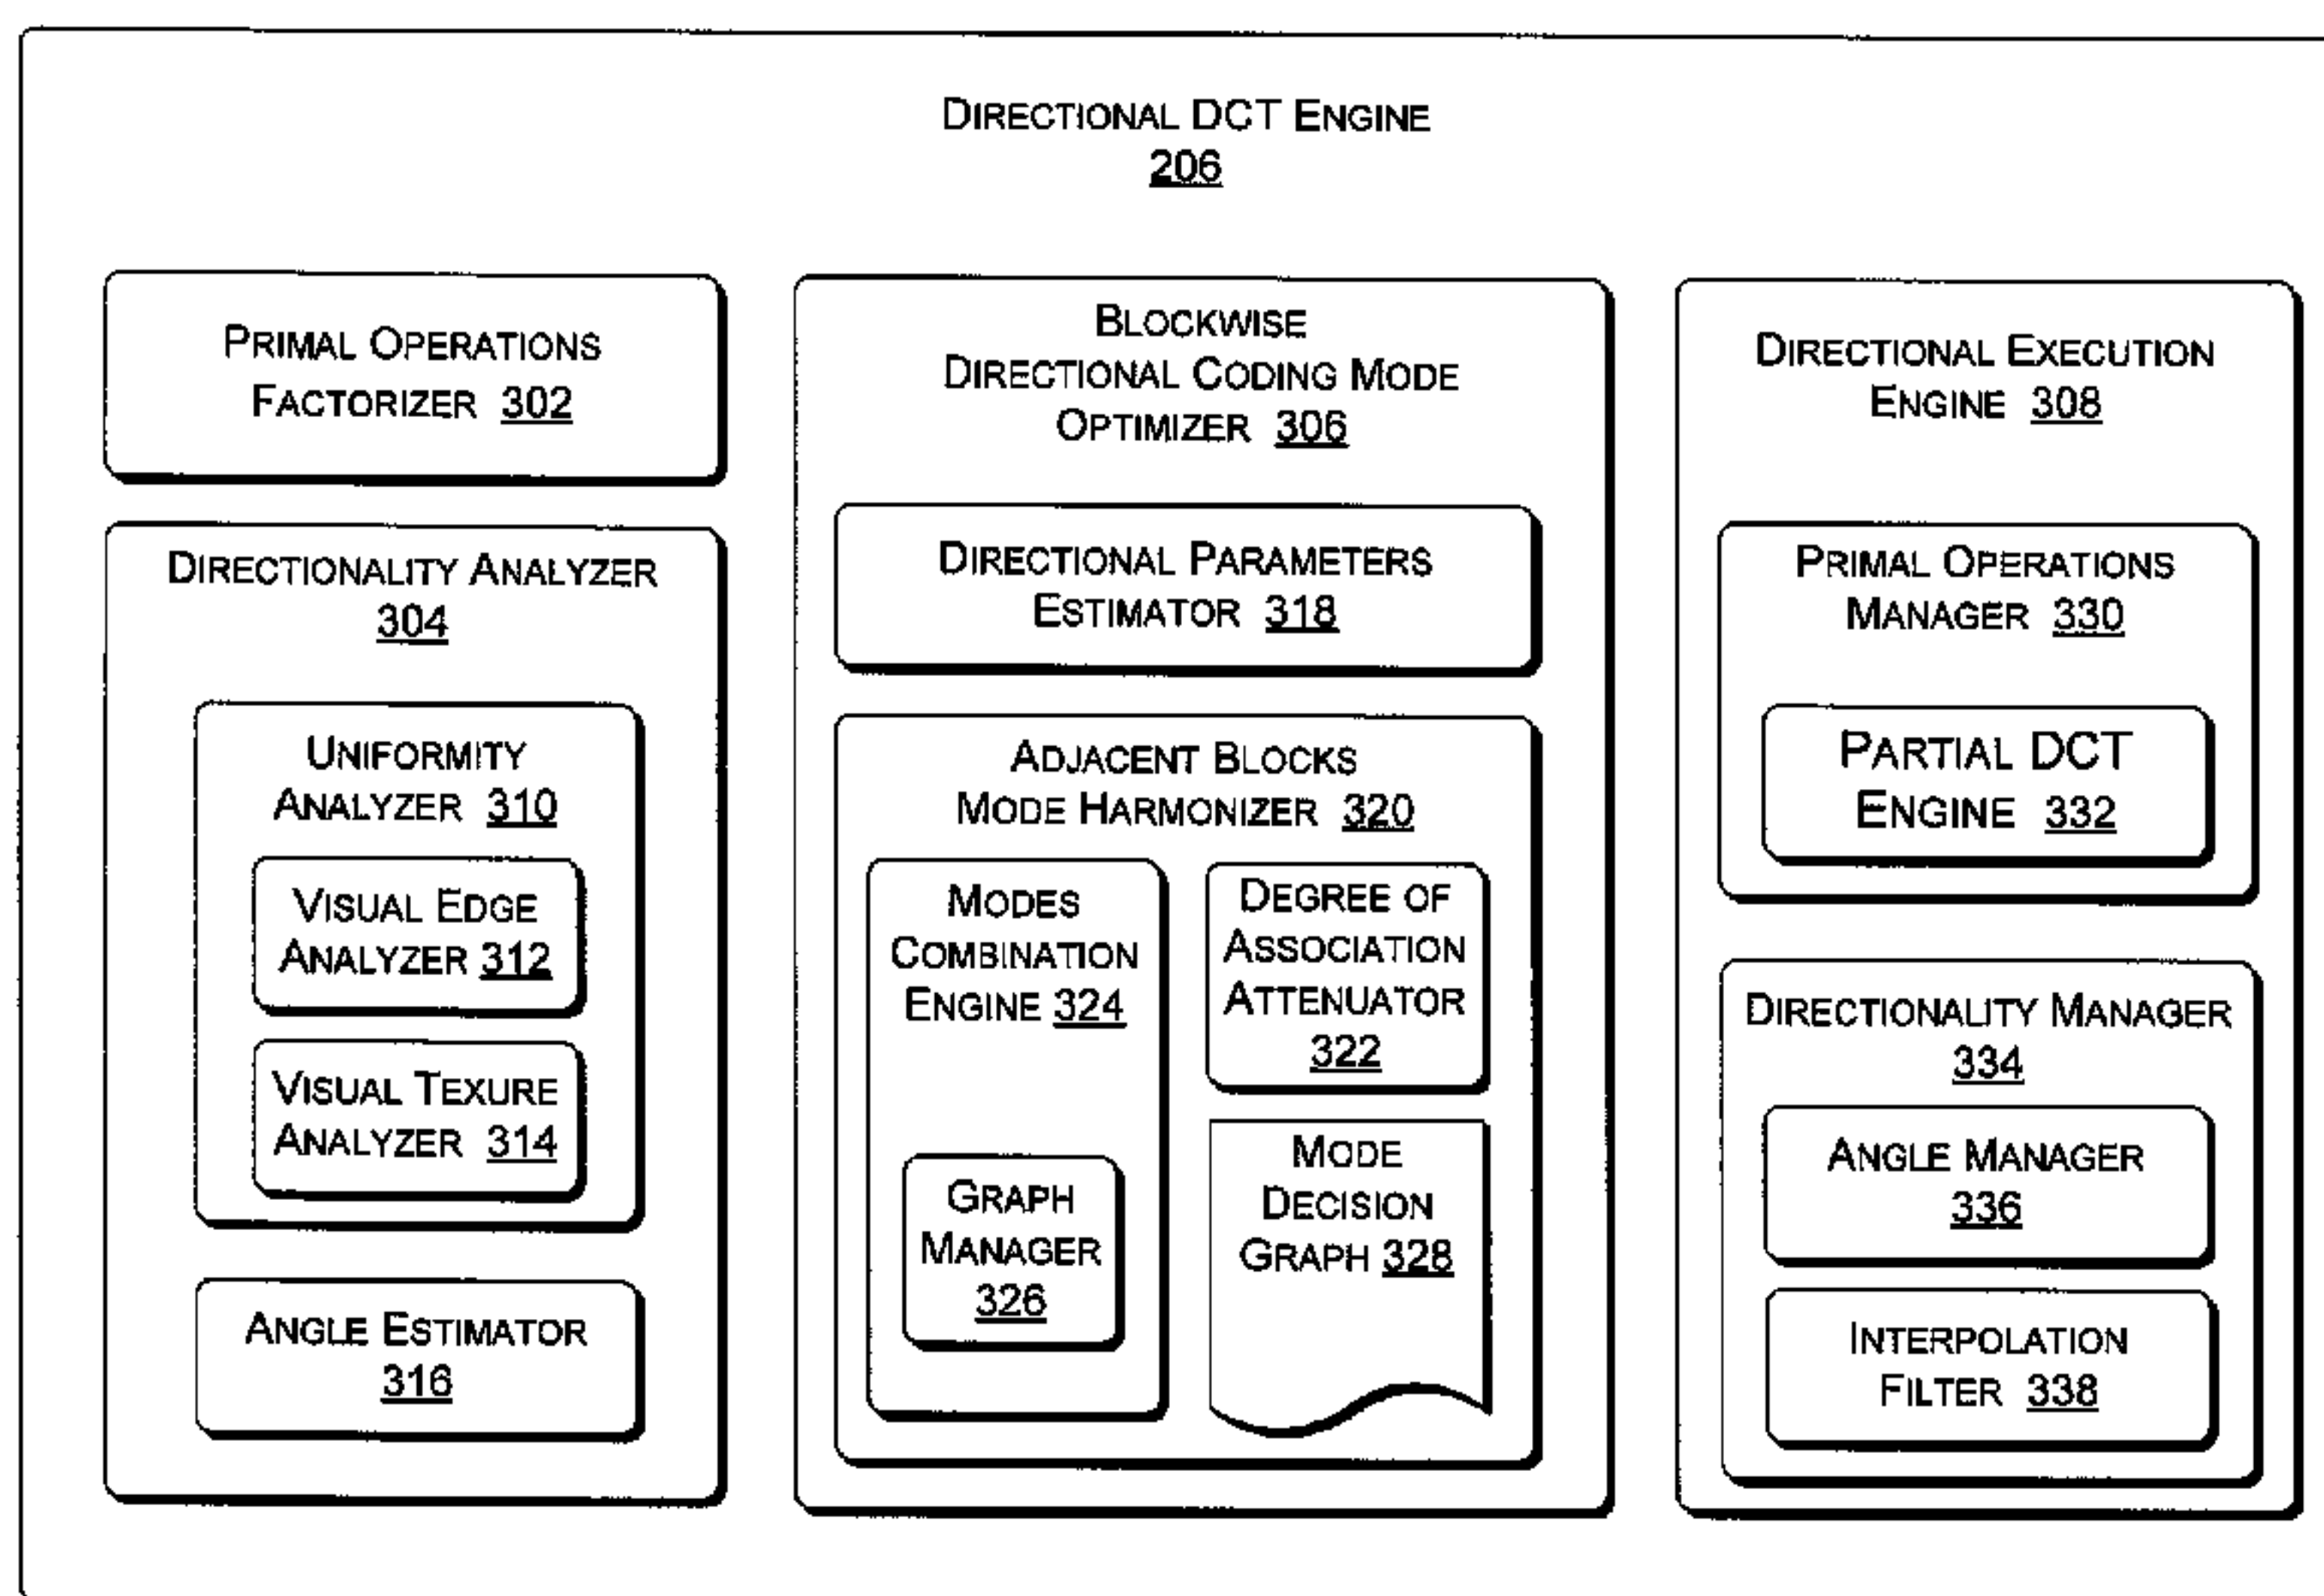 DIRECTIONAL DCT ENGINE
206
PRIMAL OPERATIONS
FACTORIZER 302
DIRECTIONALITY ANALYZER
304
UNIFORMITY
ANALYZER 310
VISUAL EDGE
ANALYZER 312
VISUAL TEXURE
ANALYZER 314
ANGLE ESTIMATOR
316
BLOCKWISE
DIRECTIONAL CODING MODE
OPTIMIZER 306
DIRECTIONAL PARAMETERS
ESTIMATOR 318
ADJACENT BLOCKS
MODE HARMONIZER 320
MODES
COMBINATION
ENGINE 324
GRAPH
MANAGER
326
DEGREE OF
ASSOCIATION
ATTENUATOR
322
MODE
DECISION
GRAPH 328
DIRECTIONAL EXECUTION
ENGINE 308
PRIMAL OPERATIONS
MANAGER 330
PARTIAL DCT
ENGINE 332
DIRECTIONALITY MANAGER
334
ANGLE MANAGER
336
INTERPOLATION
FILTER 338